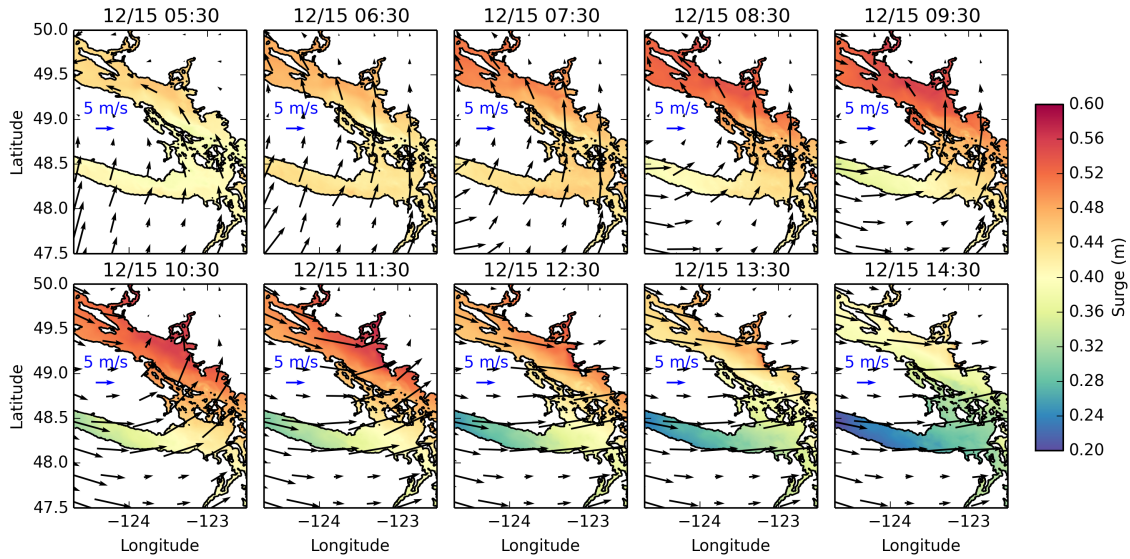 12/15 05:30 12/15 06:30 12/15 07:30 12/15 08:30 12/15 09:30
50.0
49.5
5 m/s 5 m/s 5 m/s 5 m/s 5 m/s
49.0
48.5
48.0
47.5
Latitude
12/15 10:30 12/15 11:30 12/15 12:30 12/15 13:30 12/15 14:30
50.0
49.5
5 m/s 5 m/s 5 m/s 5 m/s 5 m/s
49.0
48.5
48.0
47.5
Latitude
−124 −123 −124 −123 −124 −123 −124 −123 −124 −123
Longitude Longitude Longitude Longitude Longitude
0.60
0.56
0.52
0.48
0.44
0.40
0.36
0.32
0.28
0.24
0.20
Surge (m)